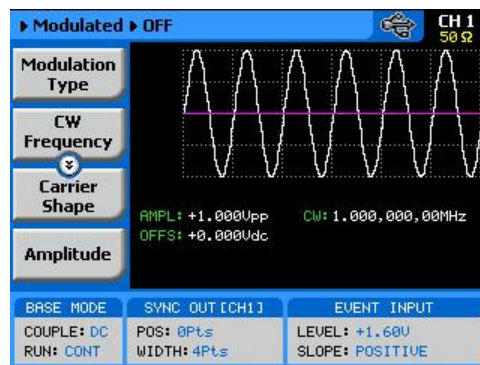 Modulated OFF
CH 1
50 Ω
Modulation
Type
CW
Frequency
Carrier
Shape
Amplitude
AMPL: +1.000Vpp CW: 1.000,000,00MHz
OFFS: +0.000Vdc
BASE MODE SYNC OUT [CH1] EVENT INPUT
COUPLE: DC POS: 0Pts LEVEL: +1.60V
RUN: CONT WIDTH: 4Pts SLOPE: POSITIVE